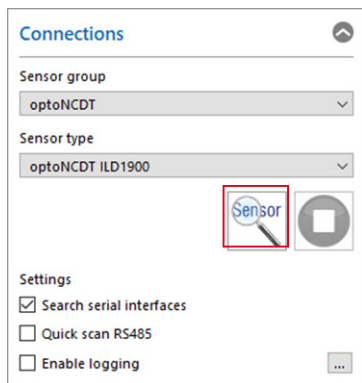 Connections
Sensor group
optoNCDT
Sensor type
optoNCDT ILD1900
Sensor
Settings
Search serial interfaces
Quick scan RS485
Enable logging
...